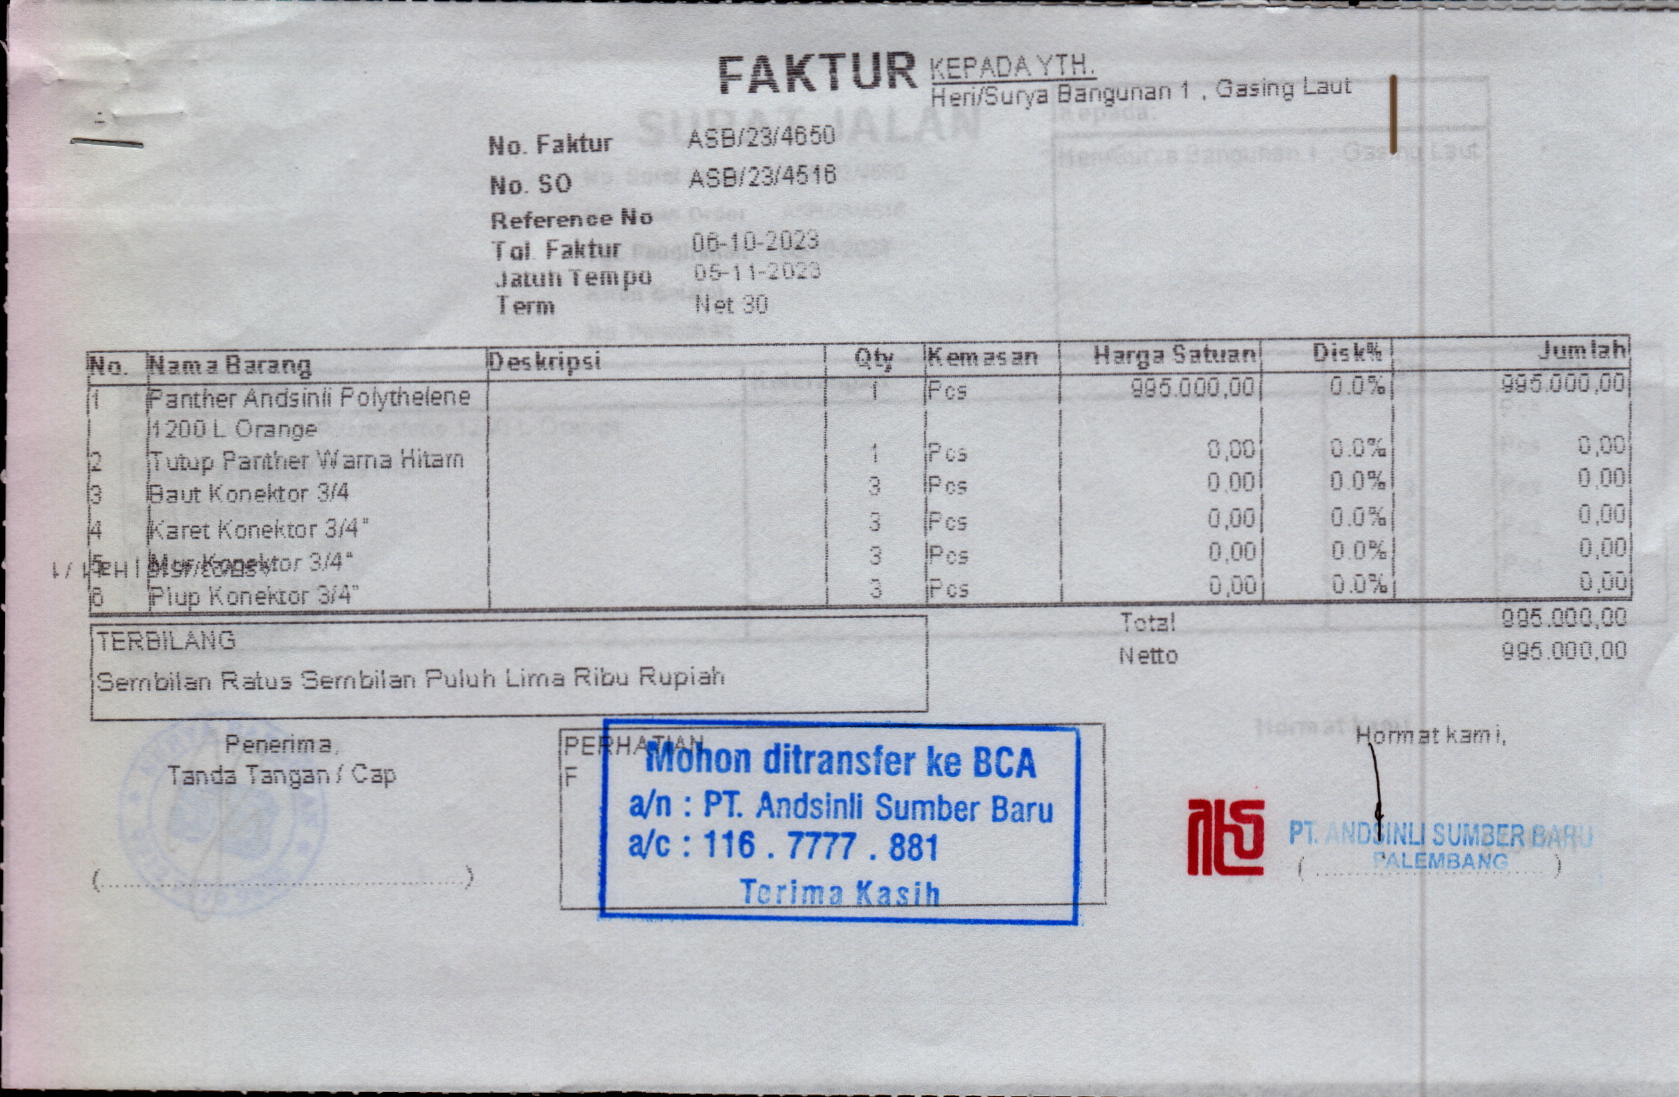 FAKTUR
KEPADA YTH.
Heri/Surya Bangunan 1 , Gasing Laut
No. Faktur ASB/23/4650
No. SO ASB/23/4516
Reference No
Tgl. Faktur 06-10-2023
Jatuh Tempo 05-11-2023
Term Net 30
No. Nama Barang Deskripsi Qty Kemasan Harga Satuan Disk% Jumlah
1 Panther Andsinli Polythelene 1 Pcs 995.000,00 0.0% 995.000,00
1200 L Orange
2 Tutup Panther Warna Hitam 1 Pcs 0,00 0.0% 0,00
3 Baut Konektor 3/4 3 Pcs 0,00 0.0% 0,00
4 Karet Konektor 3/4" 3 Pcs 0,00 0.0% 0,00
5 Mur Konektor 3/4" 3 Pcs 0,00 0.0% 0,00
6 Plup Konektor 3/4" 3 Pcs 0,00 0.0% 0,00
Total 995.000,00
Netto 995.000,00
TERBILANG
Sembilan Ratus Sembilan Puluh Lima Ribu Rupiah
Penerima,
Tanda Tangan / Cap
(........................................)
PERHATIAN
F
Mohon ditransfer ke BCA
a/n : PT. Andsinli Sumber Baru
a/c : 116 . 7777 . 881
Terima Kasih
Hormat kami,
PT. ANDSINLI SUMBER BARU
PALEMBANG
(........................................)